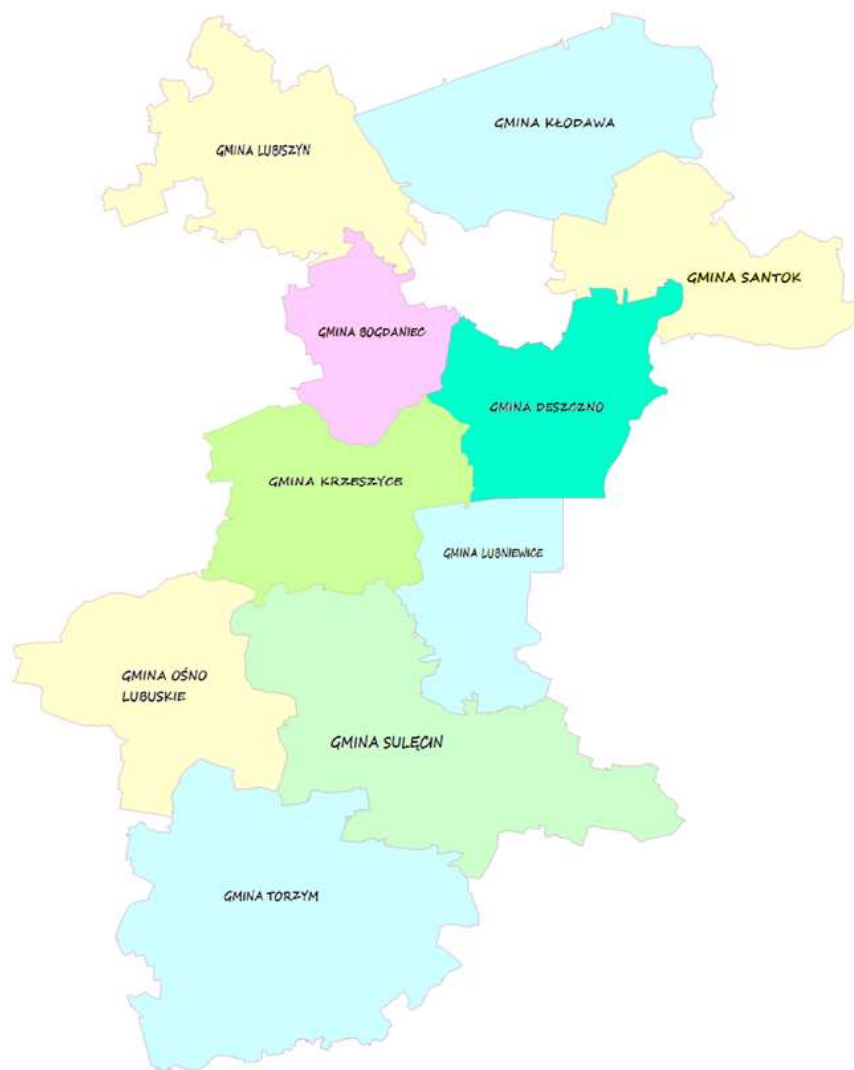 GMINA KŁODAWA
GMINA LUBISZYN
GMINA SANTOK
GMINA BOGDANIEC
GMINA DESZCZNO
GMINA KRZESZYCE
GMINA LUBNIEWICE
GMINA OŚNO
LUBUSKIE
GMINA SULĘCIN
GMINA TORZYM